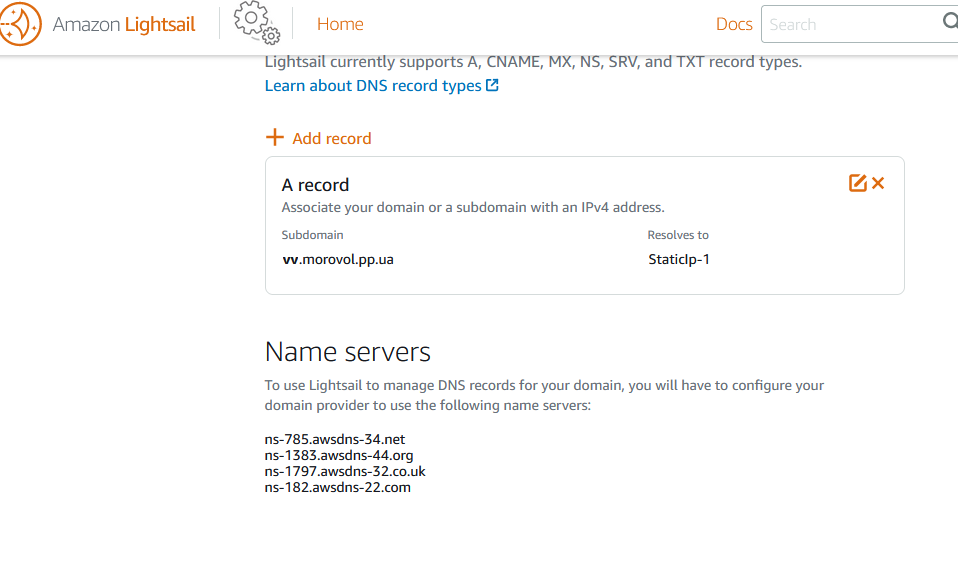 Amazon Lightsail
Home
Docs
Search
Lightsail currently supports A, CNAME, MX, NS, SRV, and TXT record types.
Learn about DNS record types
Add record
A record
Associate your domain or a subdomain with an IPv4 address.
Subdomain
Resolves to
vv.morovol.pp.ua
StaticIp-1
Name servers
To use Lightsail to manage DNS records for your domain, you will have to configure your
domain provider to use the following name servers:
ns-785.awsdns-34.net
ns-1383.awsdns-44.org
ns-1797.awsdns-32.co.uk
ns-182.awsdns-22.com